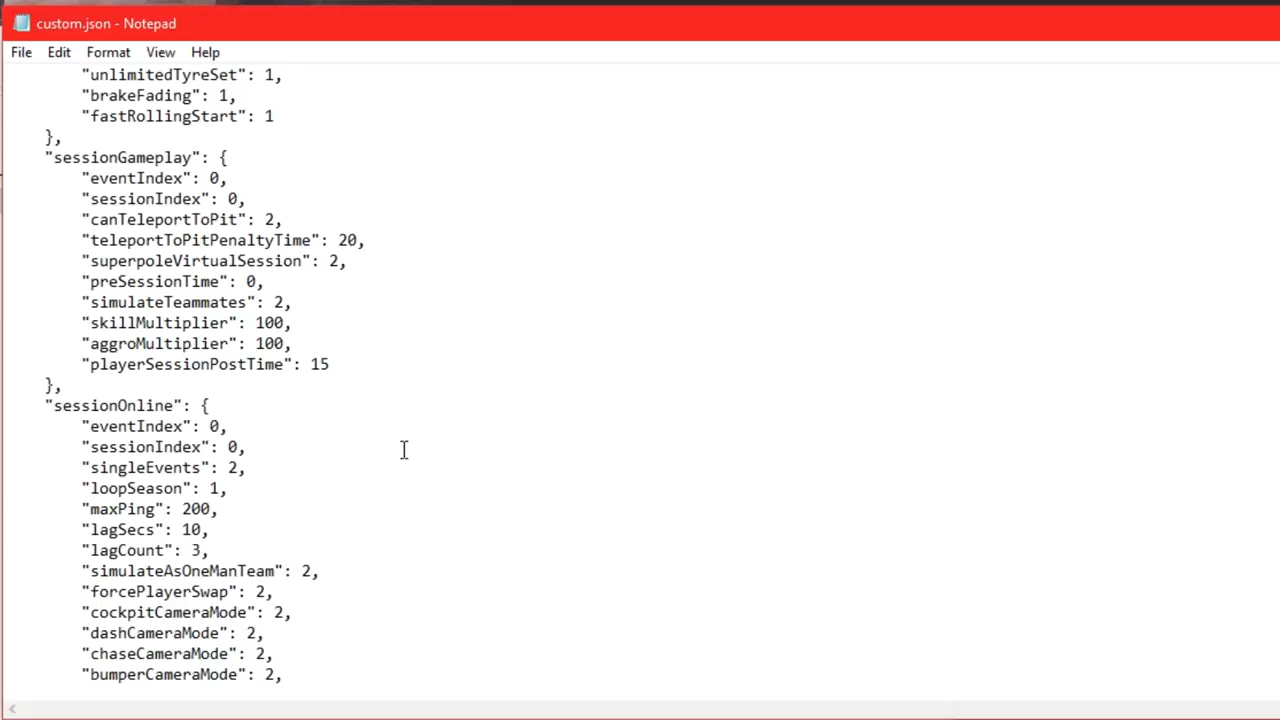 custom.json - Notepad
File Edit Format View Help
"unlimitedTyreSet": 1,
"brakeFading": 1,
"fastRollingStart": 1
},
"sessionGameplay": {
"eventIndex": 0,
"sessionIndex": 0,
"canTeleportToPit": 2,
"teleportToPitPenaltyTime": 20,
"superpoleVirtualSession": 2,
"preSessionTime": 0,
"simulateTeammates": 2,
"skillMultiplier": 100,
"aggroMultiplier": 100,
"playerSessionPostTime": 15
},
"sessionOnline": {
"eventIndex": 0,
"sessionIndex": 0,
"singleEvents": 2,
"loopSeason": 1,
"maxPing": 200,
"lagSecs": 10,
"lagCount": 3,
"simulateAsOneManTeam": 2,
"forcePlayerSwap": 2,
"cockpitCameraMode": 2,
"dashCameraMode": 2,
"chaseCameraMode": 2,
"bumperCameraMode": 2,